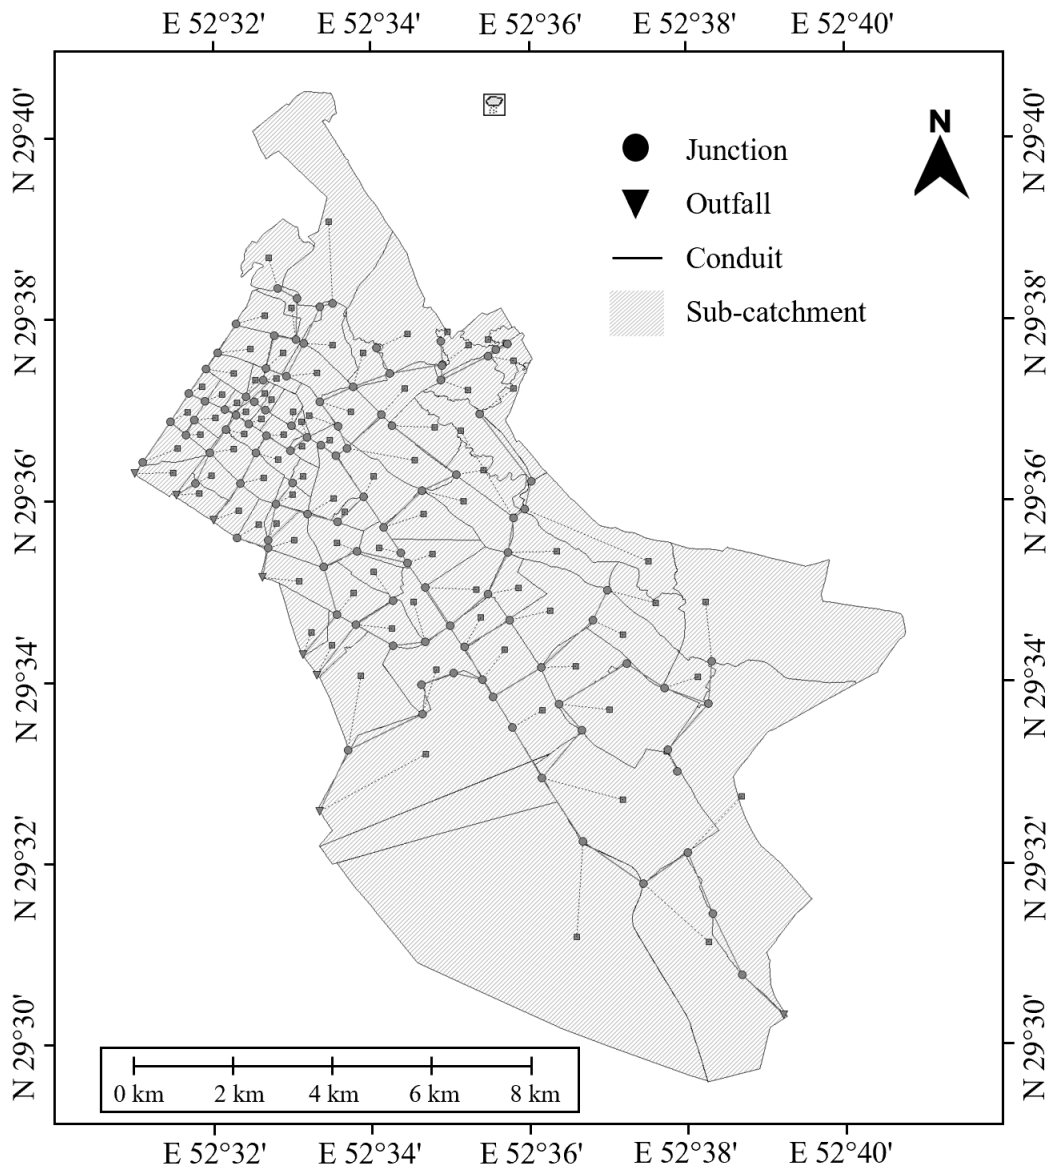 E 52°32' E 52°34' E 52°36' E 52°38' E 52°40'
N 29°40' N 29°40'
N
Junction
Outfall
Conduit
Sub-catchment
N 29°38' N 29°38'
N 29°36' N 29°36'
N 29°34' N 29°34'
N 29°32' N 29°32'
N 29°30' N 29°30'
0 km 2 km 4 km 6 km 8 km
E 52°32' E 52°34' E 52°36' E 52°38' E 52°40'